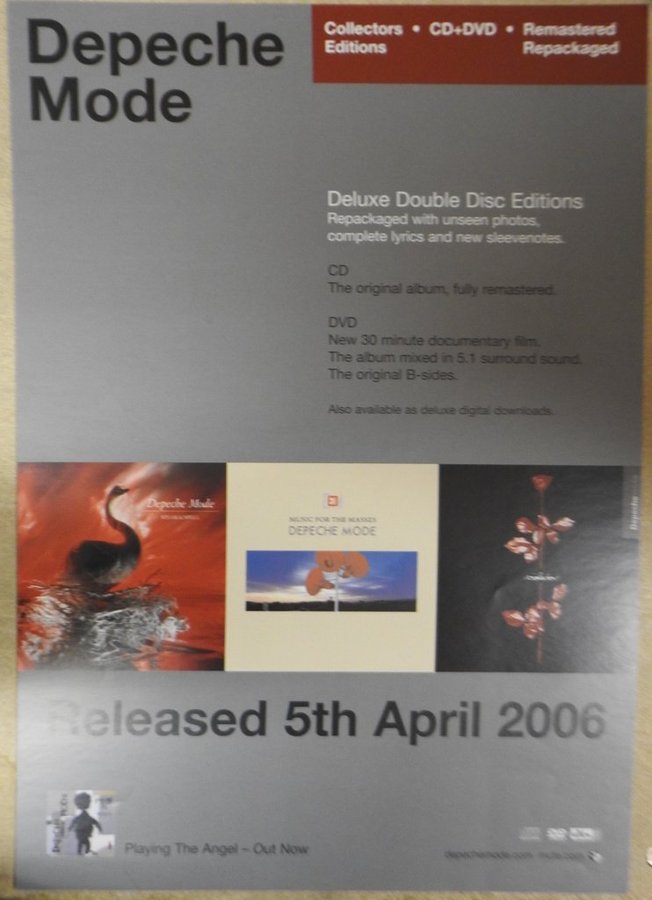 Depeche
Mode
Collectors • CD+DVD • Remastered
Editions Repackaged
Deluxe Double Disc Editions
Repackaged with unseen photos,
complete lyrics and new sleevenotes.
CD
The original album, fully remastered.
DVD
New 30 minute documentary film.
The album mixed in 5.1 surround sound.
The original B-sides.
Also available as deluxe digital downloads.
Depeche Mode
MUSIC FOR THE MASSES
DEPECHE MODE
Depeche
Released 5th April 2006
Playing The Angel – Out Now
depechemode.com mute.com